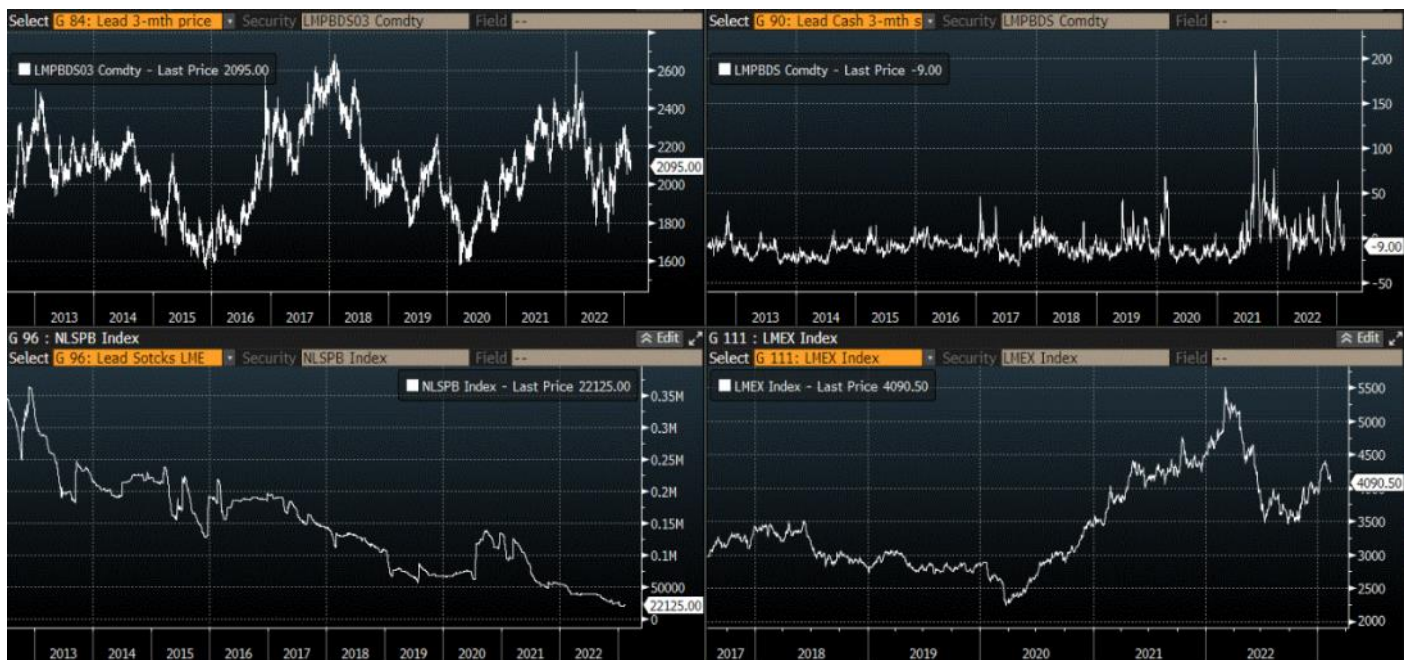 Select G 84: Lead 3-mth price Security LMPBDS03 Comdty Field --
LMPBDS03 Comdty - Last Price 2095.00
2600
2400
2200
2095.00
2000
1800
1600
2013 2014 2015 2016 2017 2018 2019 2020 2021 2022
Select G 90: Lead Cash 3-mth s Security LMPBDS Comdty Field --
LMPBDS Comdty - Last Price -9.00
200
150
100
50
0
-9.00
-50
2013 2014 2015 2016 2017 2018 2019 2020 2021 2022
G 96 : NLSPB Index Edit
Select G 96: Lead Sotcks LME Security NLSPB Index Field --
NLSPB Index - Last Price 22125.00
0.35M
0.3M
0.25M
0.2M
0.15M
0.1M
50000
22125.00
0
2013 2014 2015 2016 2017 2018 2019 2020 2021 2022
G 111 : LMEX Index Edit
Select G 111: LMEX Index Security LMEX Index Field --
LMEX Index - Last Price 4090.50
5500
5000
4500
4090.50
3500
3000
2500
2000
2017 2018 2019 2020 2021 2022